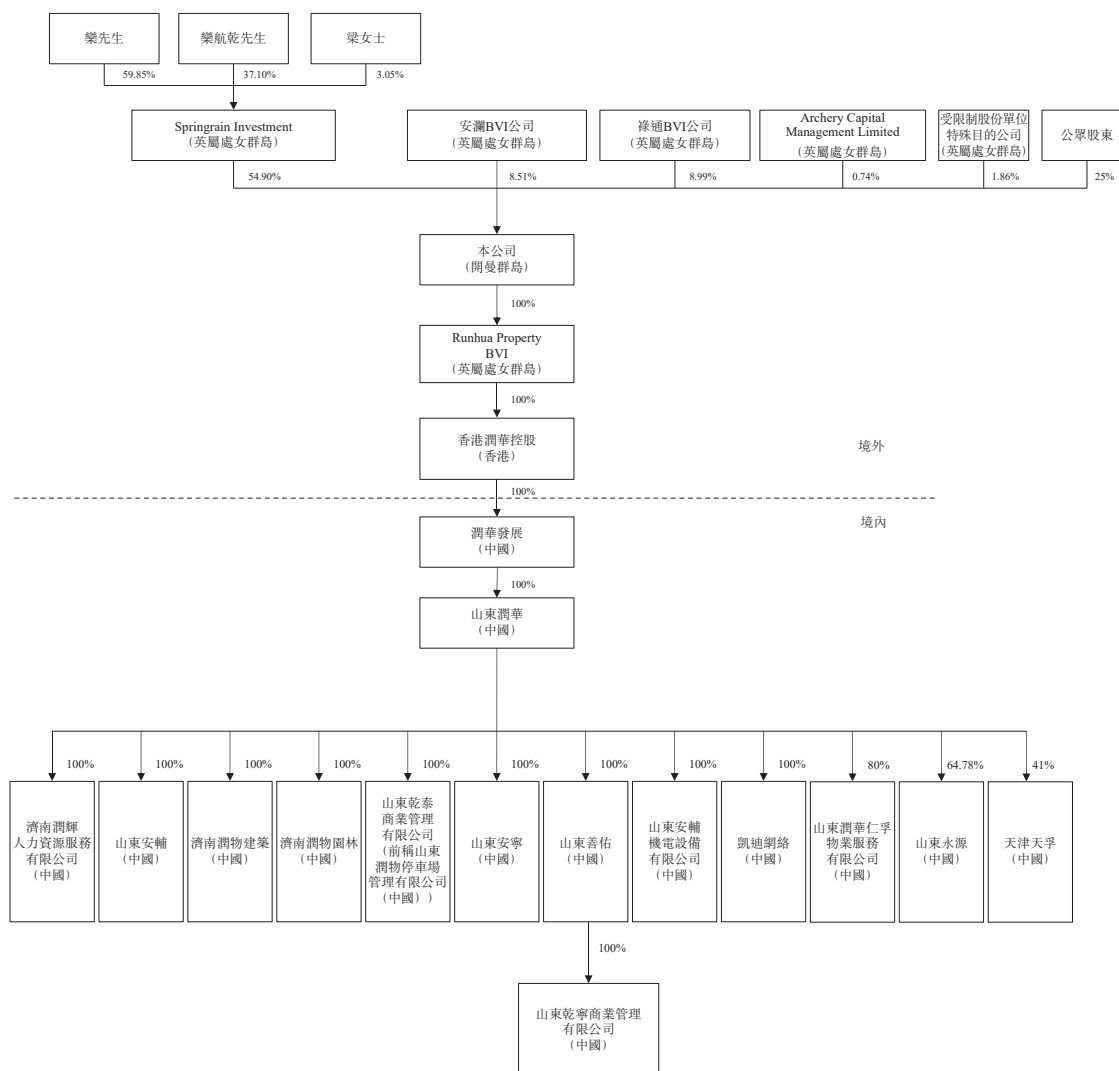 欒先生
欒航乾先生
梁女士
59.85%
37.10%
3.05%
Springrain Investment
(英屬處女群島)
安瀾BVI公司
(英屬處女群島)
祿通BVI公司
(英屬處女群島)
Archery Capital
Management Limited
(英屬處女群島)
受限制股份單位
特殊目的公司
(英屬處女群島)
公眾股東
54.90%
8.51%
8.99%
0.74%
1.86%
25%
本公司
(開曼群島)
100%
Runhua Property
BVI
(英屬處女群島)
100%
香港潤華控股
(香港)
境外
100%
境內
潤華發展
(中國)
100%
山東潤華
(中國)
100%
100%
100%
100%
100%
100%
100%
100%
100%
80%
64.78%
41%
濟南潤輝
人力資源服務
有限公司
(中國)
山東安輔
(中國)
濟南潤物建築
(中國)
濟南潤物園林
(中國)
山東乾泰
商業管理
有限公司
(前稱山東
潤物停車場
管理有限公司
(中國))
山東安寧
(中國)
山東善佑
(中國)
山東安輔
機電設備
有限公司
(中國)
凱迪網絡
(中國)
山東潤華仁孚
物業服務
有限公司
(中國)
山東永源
(中國)
天津天孚
(中國)
100%
山東乾寧商業管理
有限公司
(中國)